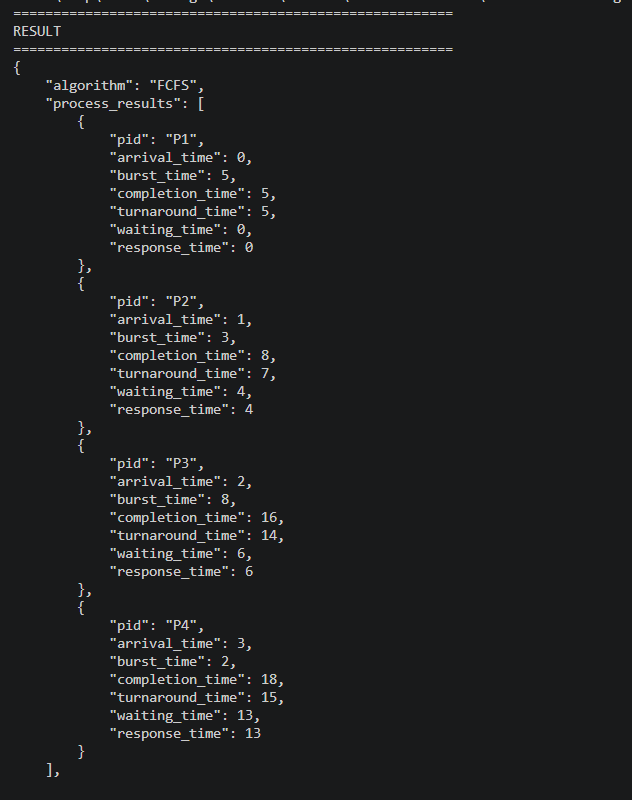 =======================================================
RESULT
=======================================================
{
    "algorithm": "FCFS",
    "process_results": [
        {
            "pid": "P1",
            "arrival_time": 0,
            "burst_time": 5,
            "completion_time": 5,
            "turnaround_time": 5,
            "waiting_time": 0,
            "response_time": 0
        },
        {
            "pid": "P2",
            "arrival_time": 1,
            "burst_time": 3,
            "completion_time": 8,
            "turnaround_time": 7,
            "waiting_time": 4,
            "response_time": 4
        },
        {
            "pid": "P3",
            "arrival_time": 2,
            "burst_time": 8,
            "completion_time": 16,
            "turnaround_time": 14,
            "waiting_time": 6,
            "response_time": 6
        },
        {
            "pid": "P4",
            "arrival_time": 3,
            "burst_time": 2,
            "completion_time": 18,
            "turnaround_time": 15,
            "waiting_time": 13,
            "response_time": 13
        }
    ],